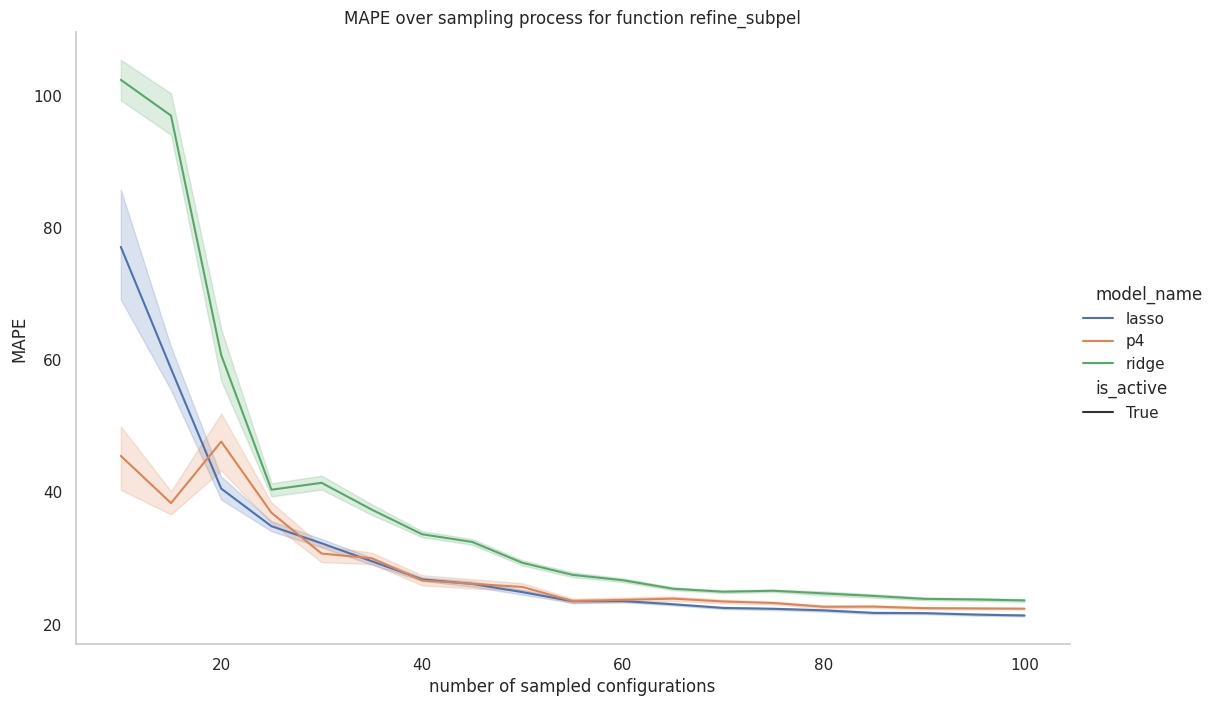 MAPE over sampling process for function refine_subpel
MAPE
100
80
60
40
20
20
40
60
80
100
number of sampled configurations
model_name
lasso
p4
ridge
is_active
True